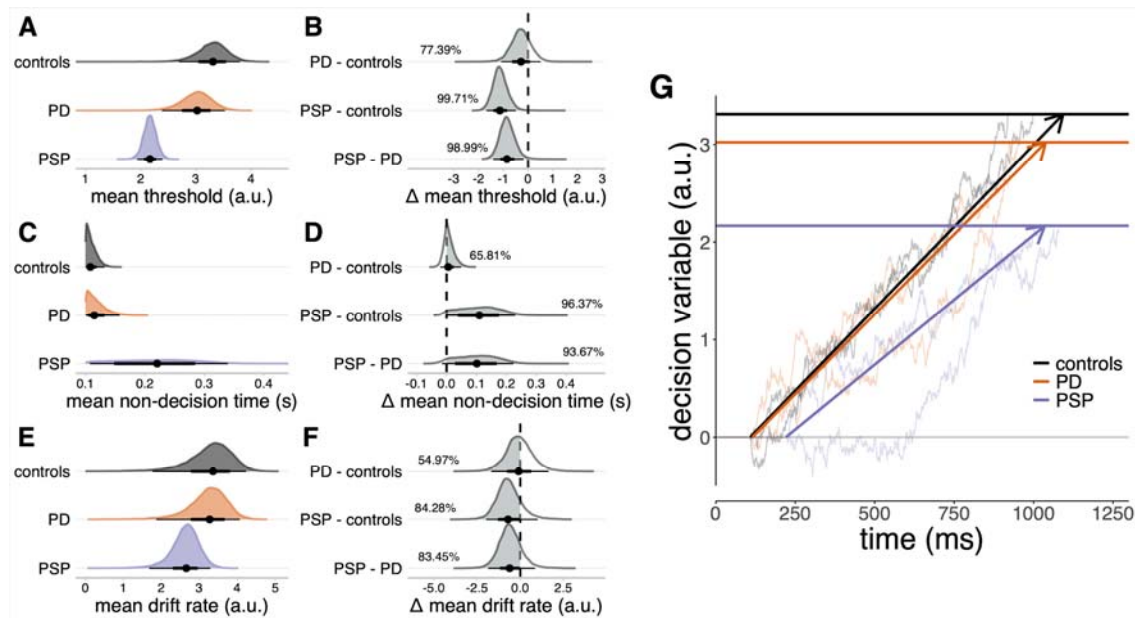 A
controls
PD
PSP
1 2 3 4
mean threshold (a.u.)
B
77.39%
PD - controls
99.71%
PSP - controls
98.99%
PSP - PD
-3 -2 -1 0 1 2 3
Δ mean threshold (a.u.)
C
controls
PD
PSP
0.1 0.2 0.3 0.4
mean non-decision time (s)
D
PD - controls
65.81%
96.37%
PSP - controls
93.67%
PSP - PD
-0.1 0.0 0.1 0.2 0.4
Δ mean non-decision time (s)
E
controls
PD
PSP
0 1 2 3 4 5
mean drift rate (a.u.)
F
54.97%
PD - controls
84.28%
PSP - controls
83.45%
PSP - PD
-5.0 -2.5 0.0 2.5
Δ mean drift rate (a.u.)
G
decision variable (a.u.)
3
2
1
0
controls
PD
PSP
0 250 500 750 1000 1250
time (ms)